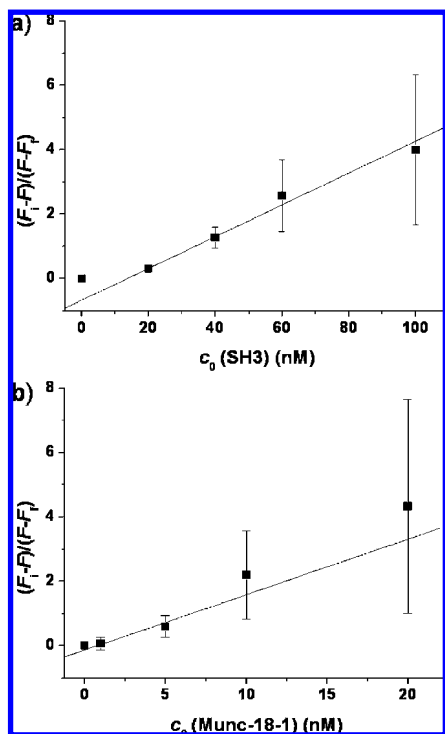 a)
8
6
4
2
0
(Fi-F)/(F-Ff)
0 20 40 60 80 100
c0 (SH3) (nM)
b)
8
6
4
2
0
(Fi-F)/(F-Ff)
0 5 10 15 20
c0 (Munc-18-1) (nM)